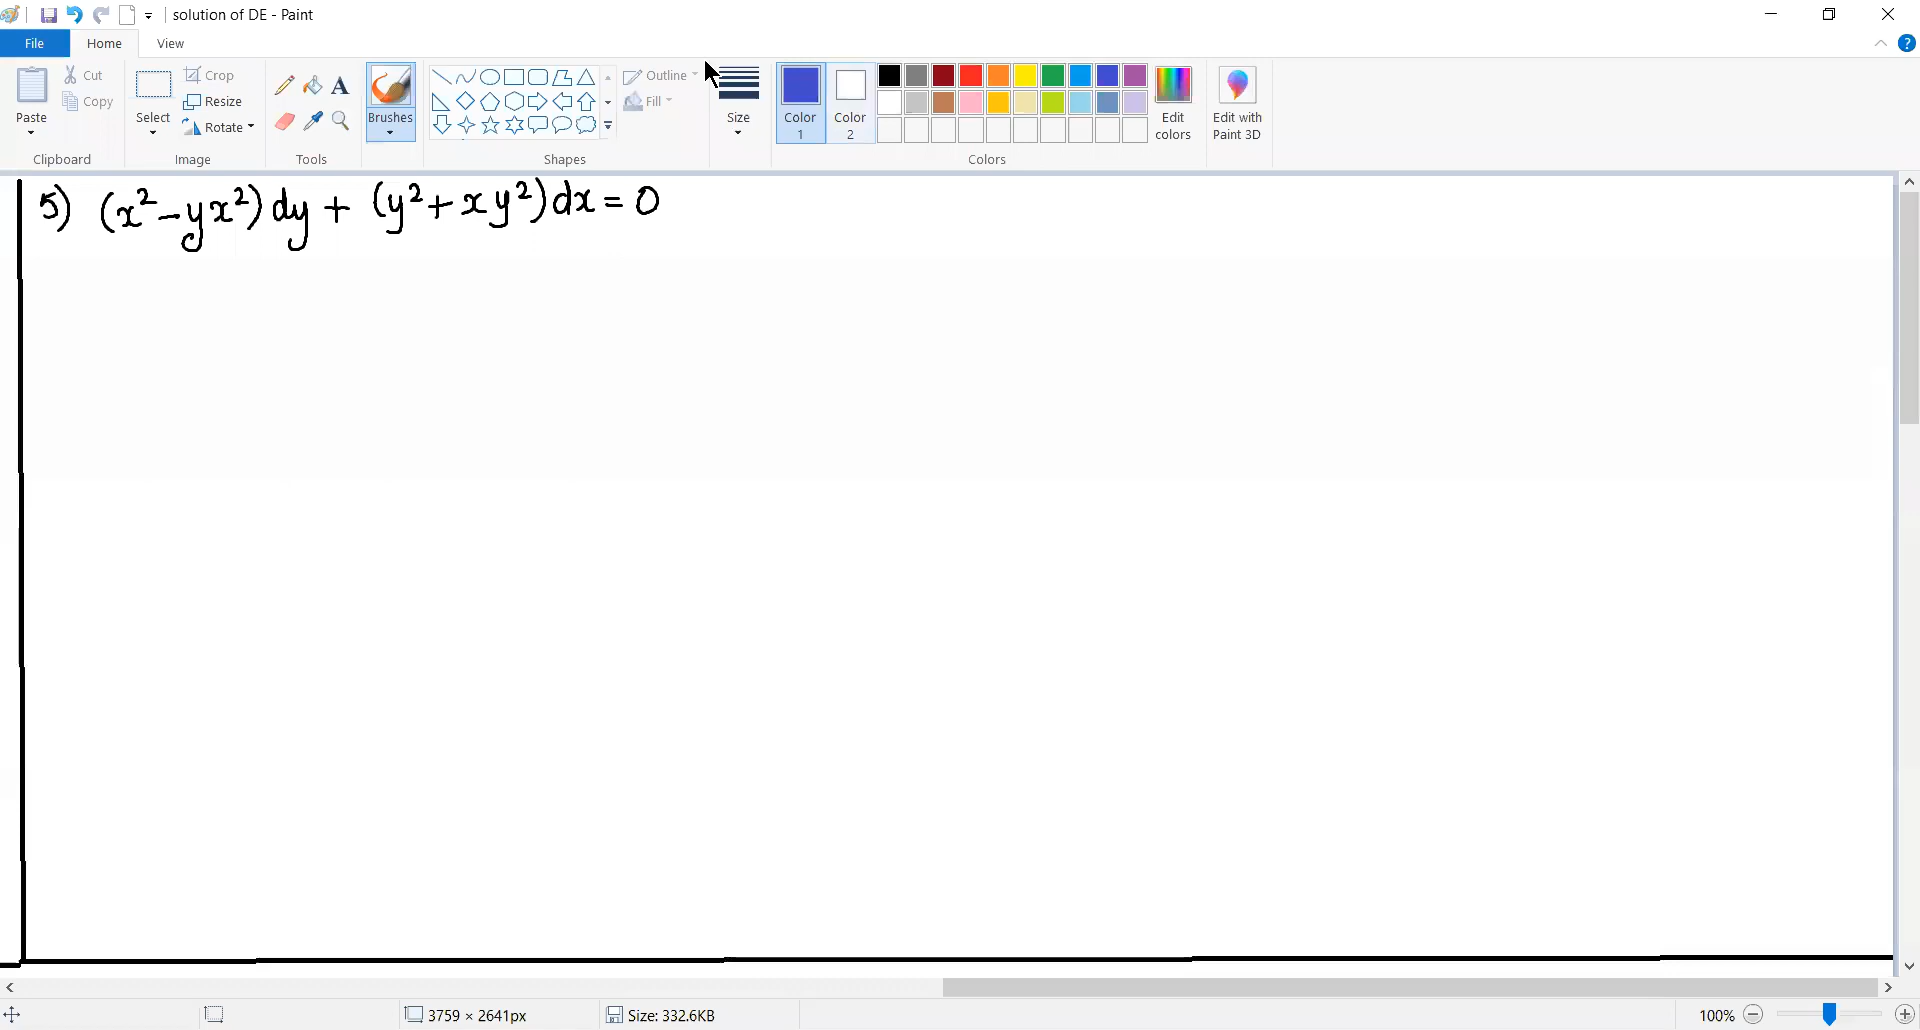 solution of DE - Paint
File Home View
Paste
Cut
Copy
Clipboard
Select
Crop
Resize
Rotate
Image
Tools
Brushes
Shapes
Outline
Fill
Size
Color 1
Color 2
Colors
Edit colors
Edit with Paint 3D
5) (x²-yx²)dy + (y²+xy²)dx = 0
3759 × 2641px Size: 332.6KB 100%